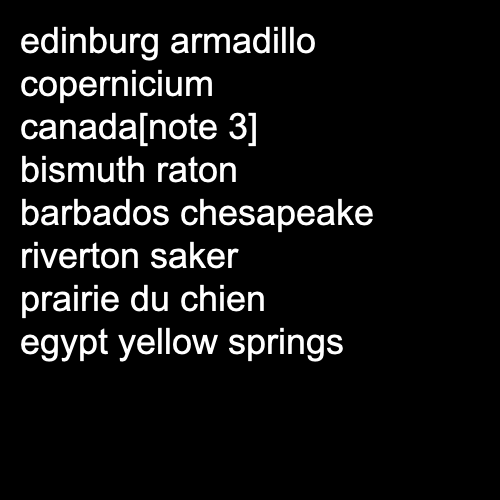 edinburg armadillo
copernicium
canada[note 3]
bismuth raton
barbados chesapeake
riverton saker
prairie du chien
egypt yellow springs